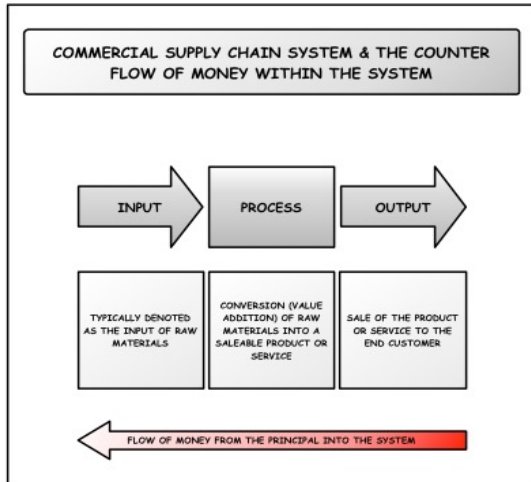 COMMERCIAL SUPPLY CHAIN SYSTEM & THE COUNTER
FLOW OF MONEY WITHIN THE SYSTEM
INPUT
PROCESS
OUTPUT
TYPICALLY DENOTED
AS THE INPUT OF RAW
MATERIALS
CONVERSION (VALUE
ADDITION) OF RAW
MATERIALS INTO A
SALEABLE PRODUCT OR
SERVICE
SALE OF THE PRODUCT
OR SERVICE TO THE
END CUSTOMER
FLOW OF MONEY FROM THE PRINCIPAL INTO THE SYSTEM